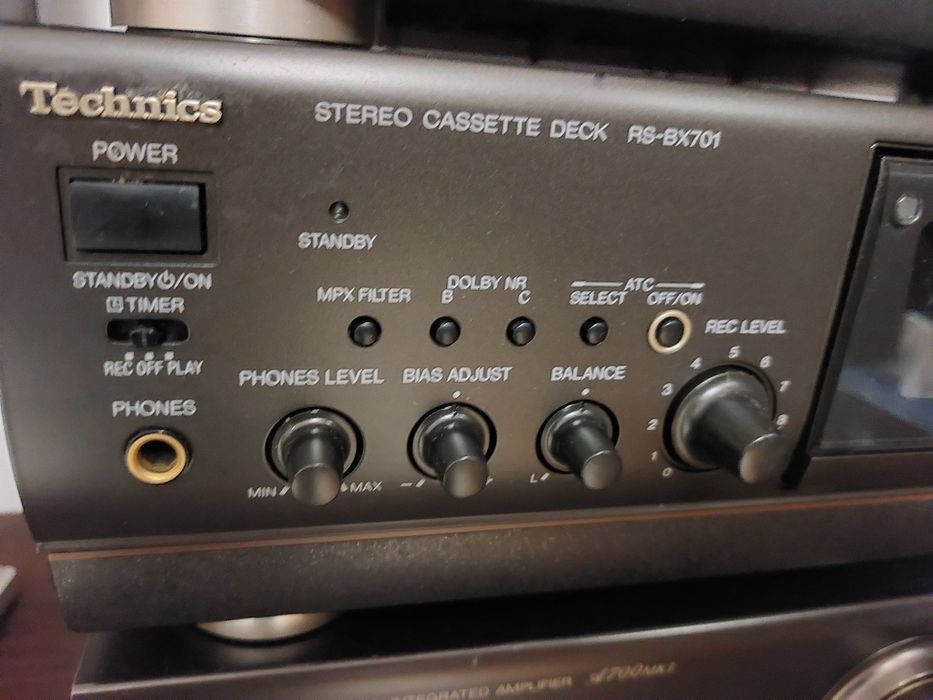 Technics
STEREO CASSETTE DECK RS-BX701
POWER
STANDBY
STANDBY⏻/ON
TIMER
REC OFF PLAY
PHONES
MPX FILTER
DOLBY NR
B C
ATC
SELECT OFF/ON
REC LEVEL
PHONES LEVEL
BIAS ADJUST
BALANCE
MIN MAX
-
L
0 1 2 3 4 5 6 7 8
INTEGRATED AMPLIFIER